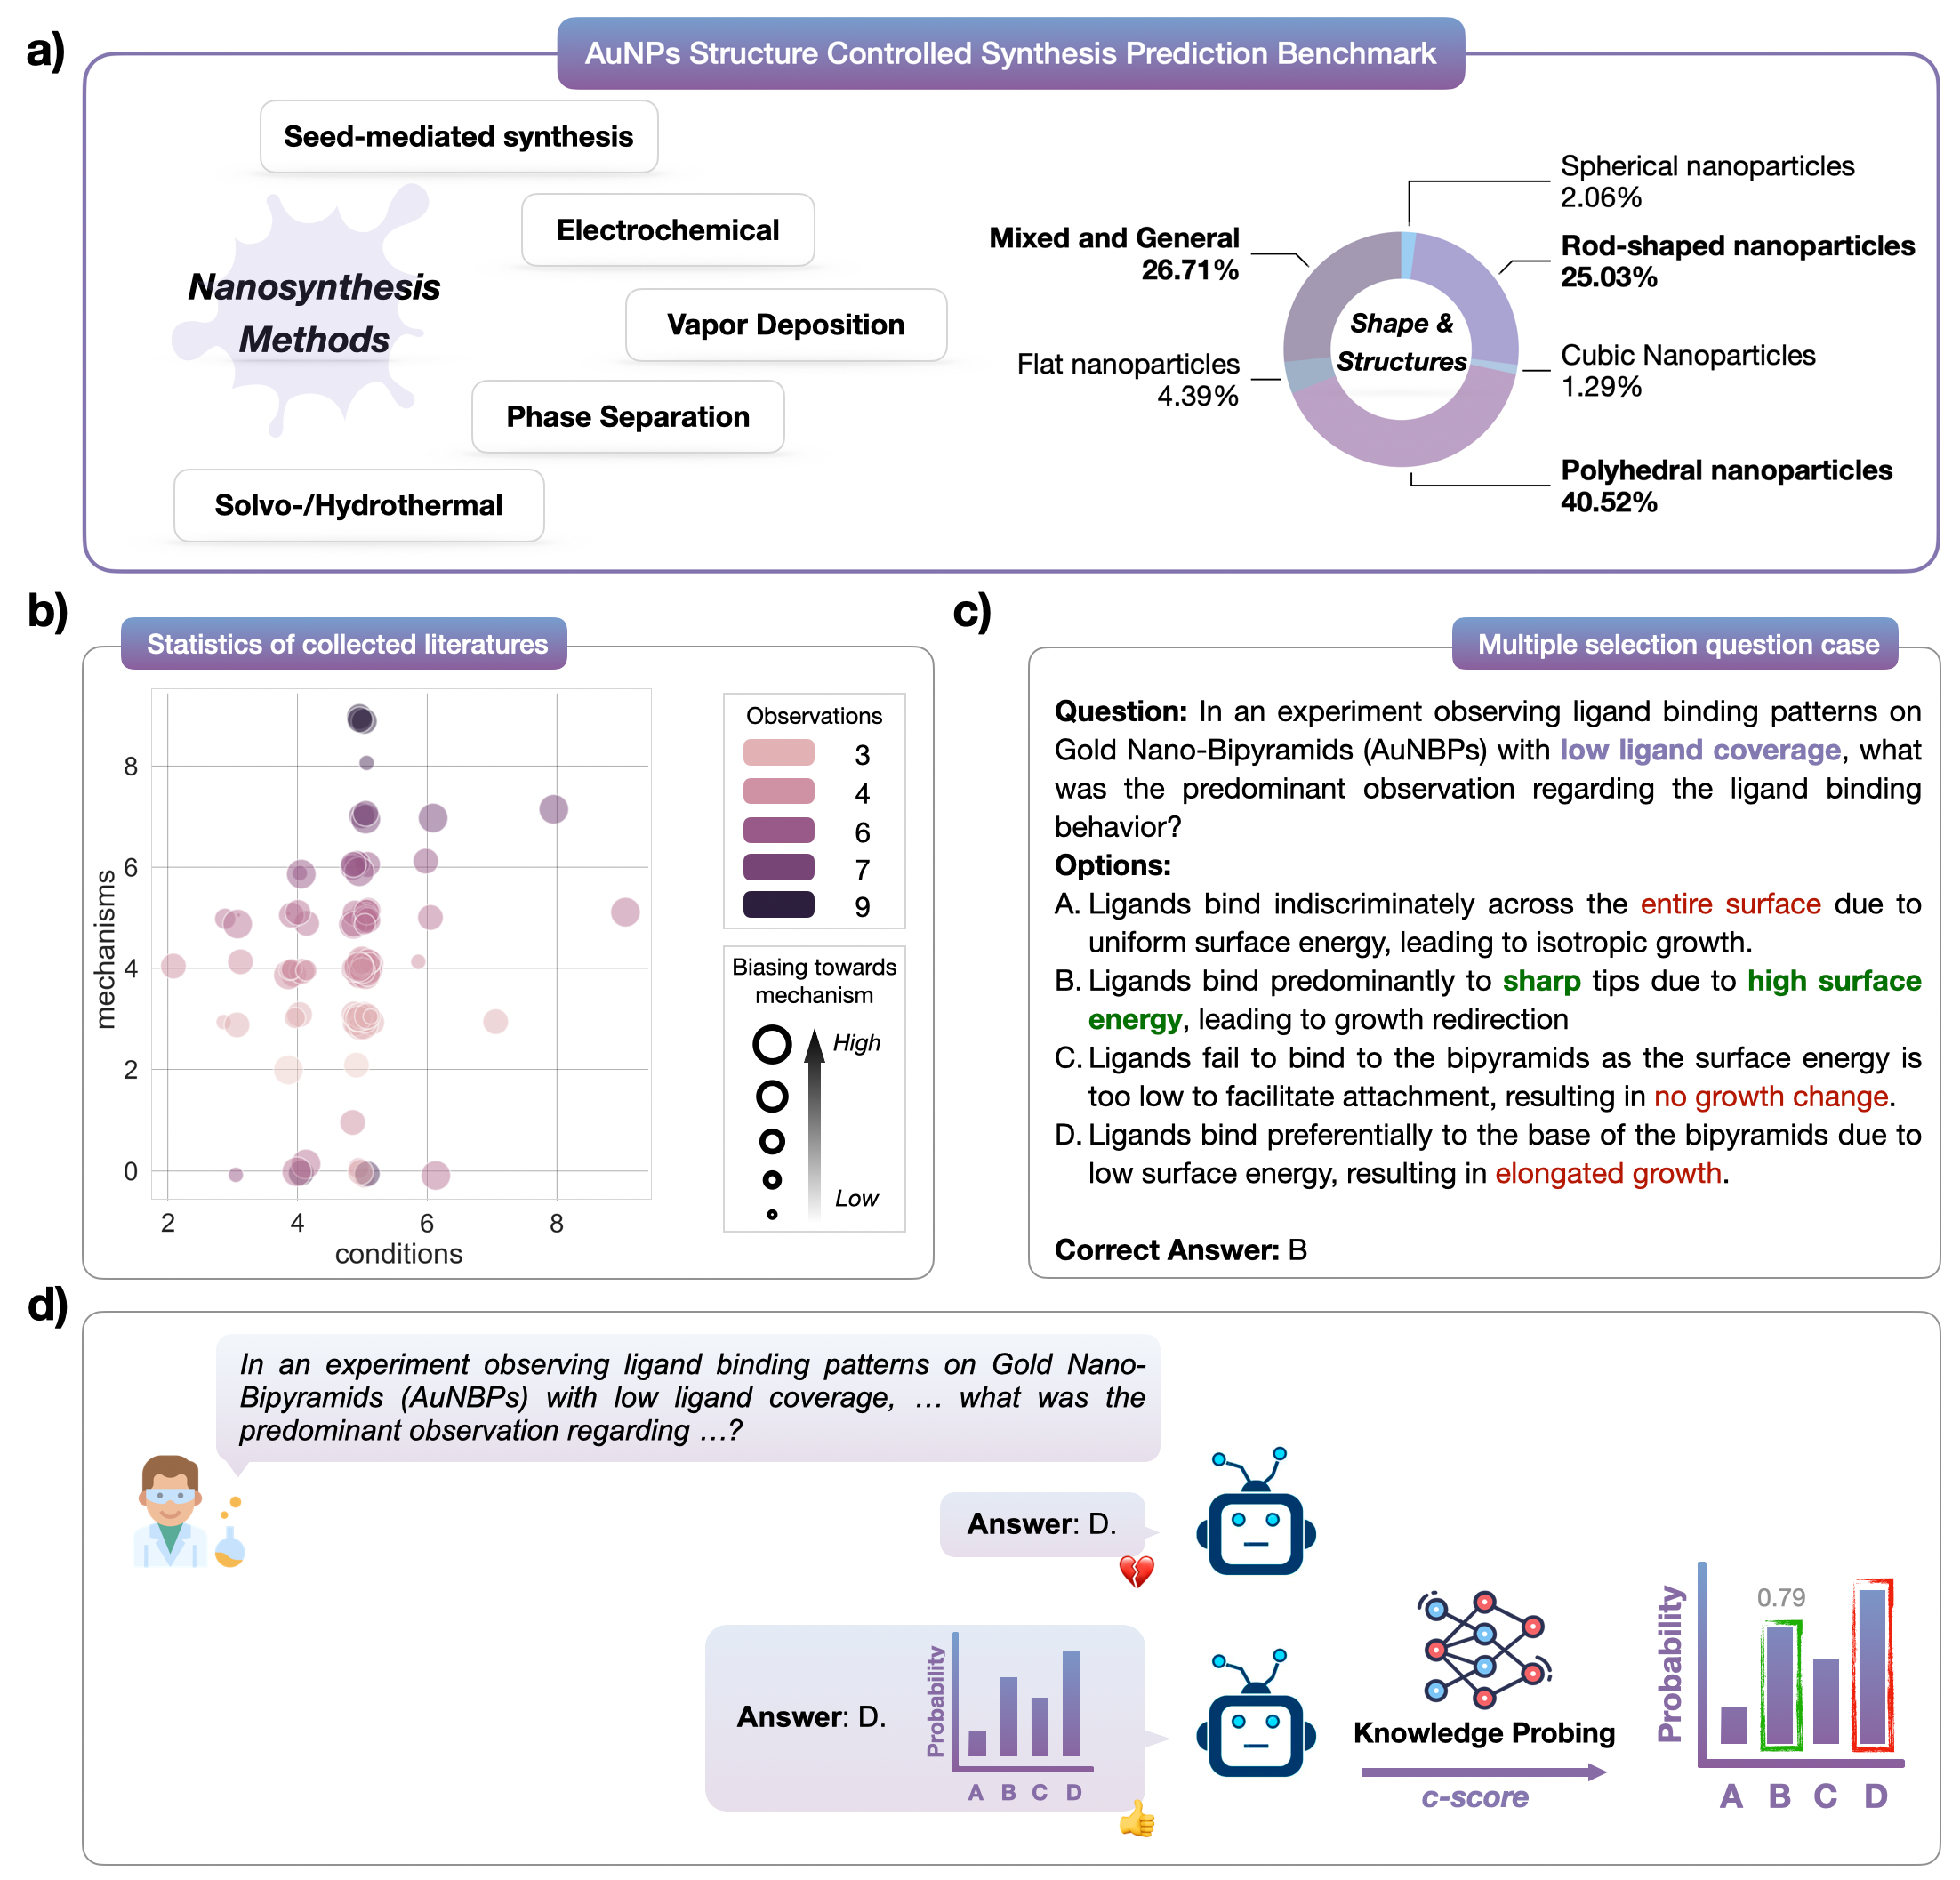 a)
AuNPs Structure Controlled Synthesis Prediction Benchmark
Seed-mediated synthesis
Electrochemical
Nanosynthesis
Methods
Vapor Deposition
Phase Separation
Solvo-/Hydrothermal
Spherical nanoparticles
2.06%
Mixed and General
26.71%
Rod-shaped nanoparticles
25.03%
Shape &
Structures
Flat nanoparticles
4.39%
Cubic Nanoparticles
1.29%
Polyhedral nanoparticles
40.52%
b)
Statistics of collected literatures
mechanisms
8
6
4
2
0
2
4
6
8
conditions
Observations
3
4
6
7
9
Biasing towards
mechanism
High
Low
c)
Multiple selection question case
Question: In an experiment observing ligand binding patterns on
Gold Nano-Bipyramids (AuNBPs) with low ligand coverage, what
was the predominant observation regarding the ligand binding
behavior?
Options:
A. Ligands bind indiscriminately across the entire surface due to
uniform surface energy, leading to isotropic growth.
B. Ligands bind predominantly to sharp tips due to high surface
energy, leading to growth redirection
C. Ligands fail to bind to the bipyramids as the surface energy is
too low to facilitate attachment, resulting in no growth change.
D. Ligands bind preferentially to the base of the bipyramids due to
low surface energy, resulting in elongated growth.
Correct Answer: B
d)
In an experiment observing ligand binding patterns on Gold Nano-
Bipyramids (AuNBPs) with low ligand coverage, … what was the
predominant observation regarding …?
Answer: D.
Answer: D.
Probability
A B C D
Knowledge Probing
c-score
Probability
0.79
A B C D